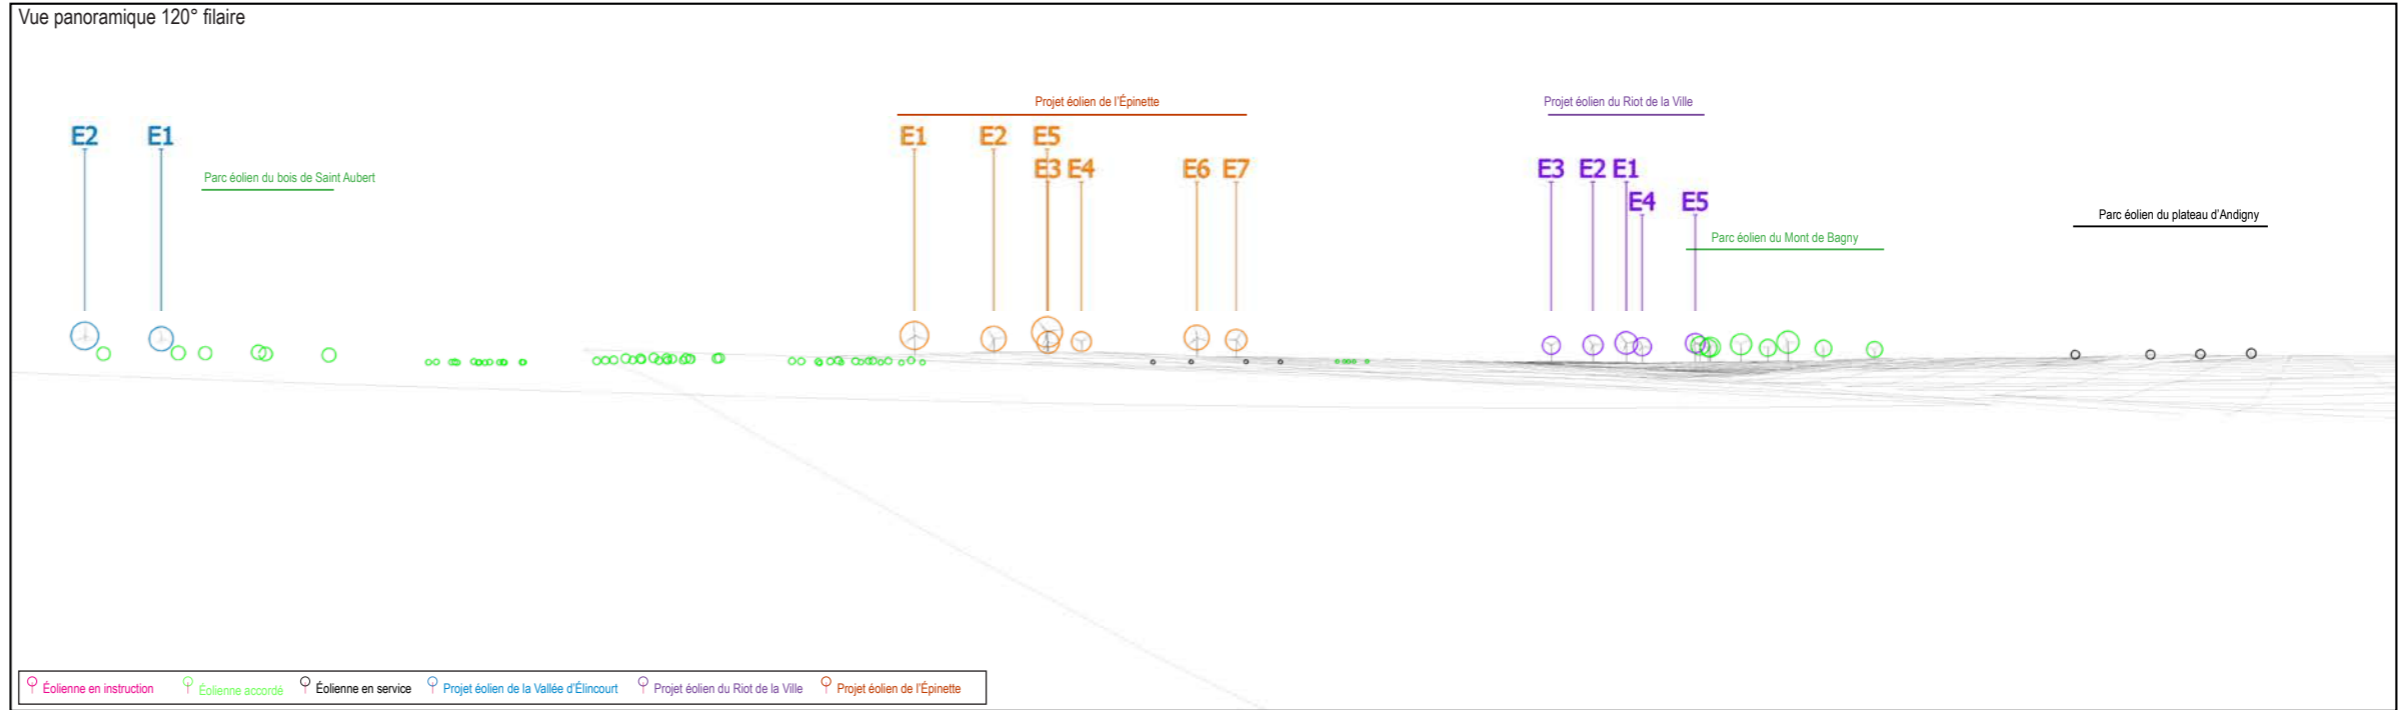 Vue panoramique 120° filaire
Projet éolien de l'Épinette
Projet éolien du Riot de la Ville
E2 E1
E1 E2 E5
Parc éolien du bois de Saint Aubert
E3 E4 E6 E7
E3 E2 E1
E4 E5
Parc éolien du plateau d'Andigny
Parc éolien du Mont de Bagny
Éolienne en instruction Éolienne accordé Éolienne en service Projet éolien de la Vallée d'Élincourt Projet éolien du Riot de la Ville Projet éolien de l'Épinette